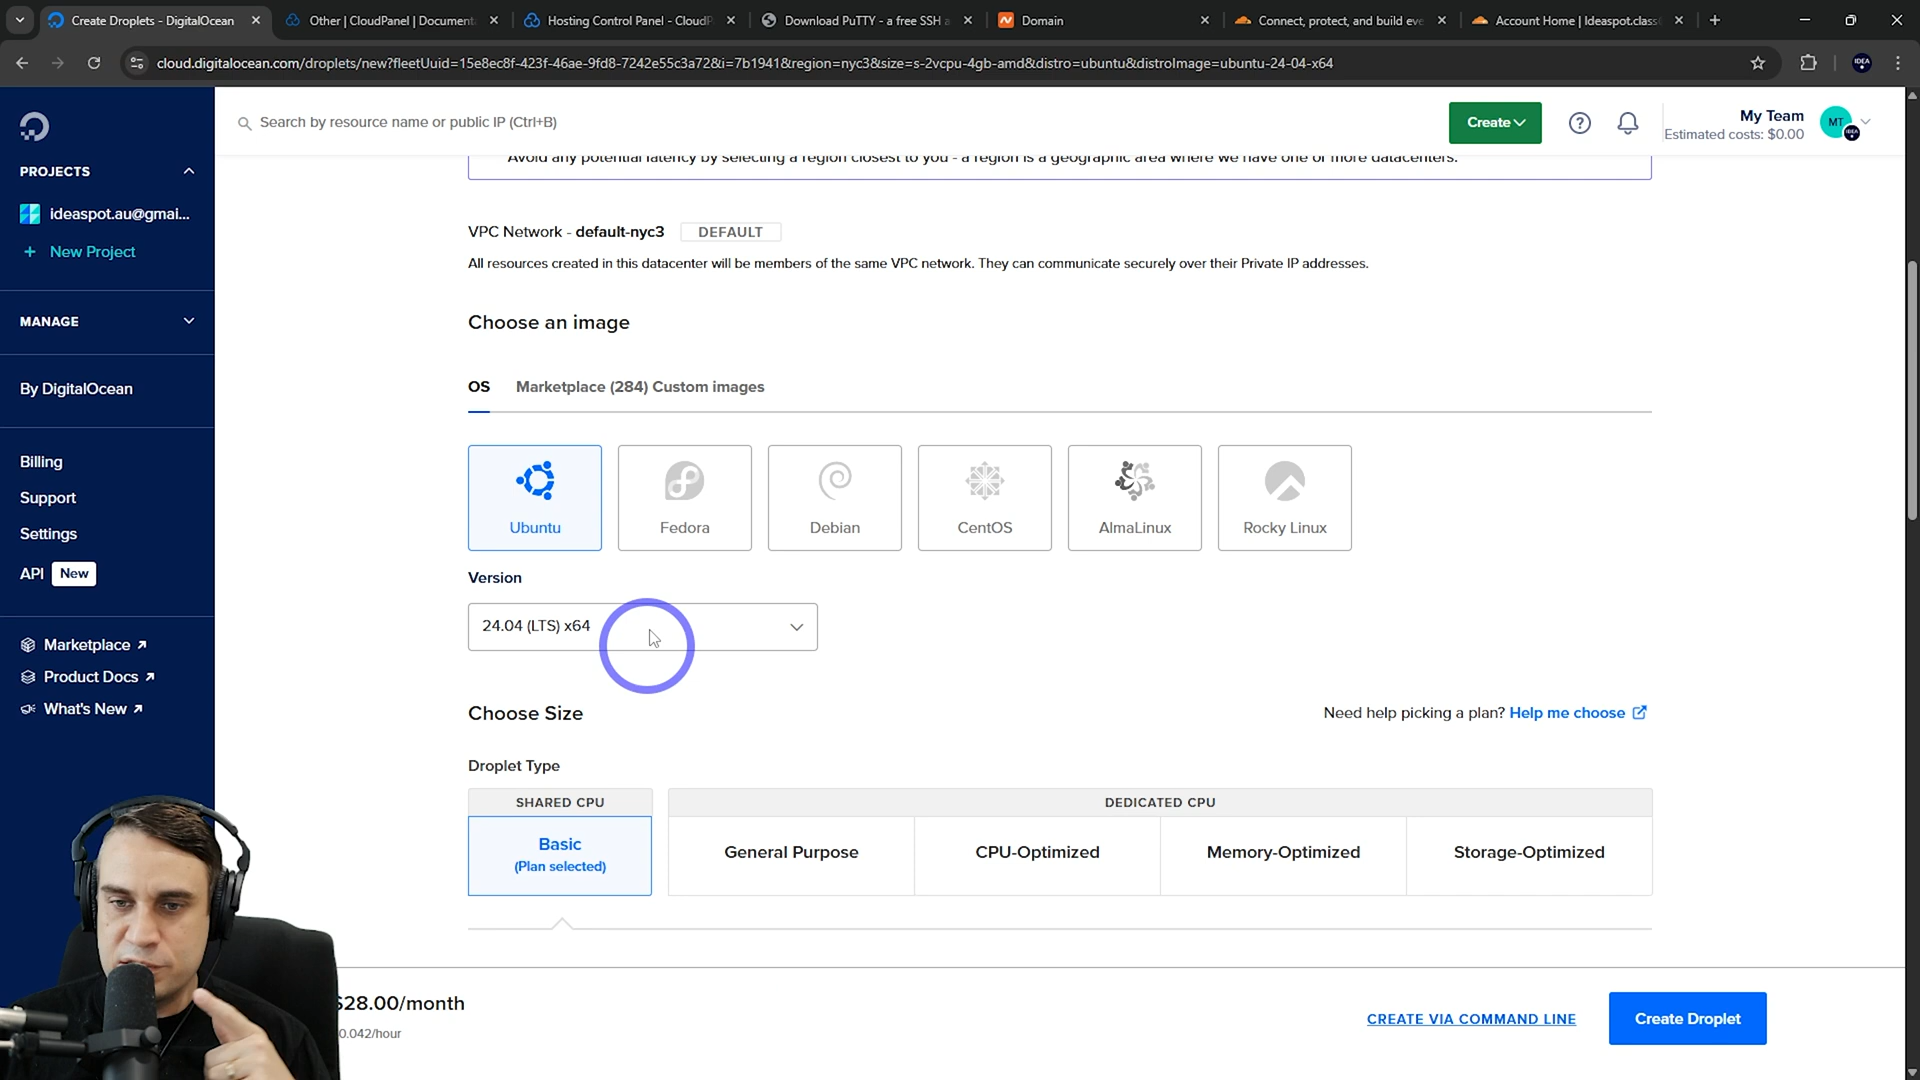 Create Droplets - DigitalOcean
Other | CloudPanel | Documenta
Hosting Control Panel - CloudP
Download PuTTY - a free SSH a
Domain
Connect, protect, and build eve
Account Home | Ideaspot.class
cloud.digitalocean.com/droplets/new?fleetUuid=15e8ec8f-423f-46ae-9fd8-7242e55c3a72&i=7b1941&region=nyc3&size=s-2vcpu-4gb-amd&distro=ubuntu&distroImage=ubuntu-24-04-x64
IDEA
Search by resource name or public IP (Ctrl+B)
Create
My Team
Estimated costs: $0.00
MT
PROJECTS
ideaspot.au@gmai...
+ New Project
MANAGE
By DigitalOcean
Billing
Support
Settings
API New
Marketplace
Product Docs
What's New
Avoid any potential latency by selecting a region closest to you - a region is a geographic area where we have one or more datacenters.
VPC Network - default-nyc3 DEFAULT
All resources created in this datacenter will be members of the same VPC network. They can communicate securely over their Private IP addresses.
Choose an image
OS Marketplace (284) Custom images
Ubuntu
Fedora
Debian
CentOS
AlmaLinux
Rocky Linux
Version
24.04 (LTS) x64
Choose Size
Need help picking a plan? Help me choose
Droplet Type
SHARED CPU
DEDICATED CPU
Basic
(Plan selected)
General Purpose
CPU-Optimized
Memory-Optimized
Storage-Optimized
$28.00/month
0.042/hour
CREATE VIA COMMAND LINE
Create Droplet